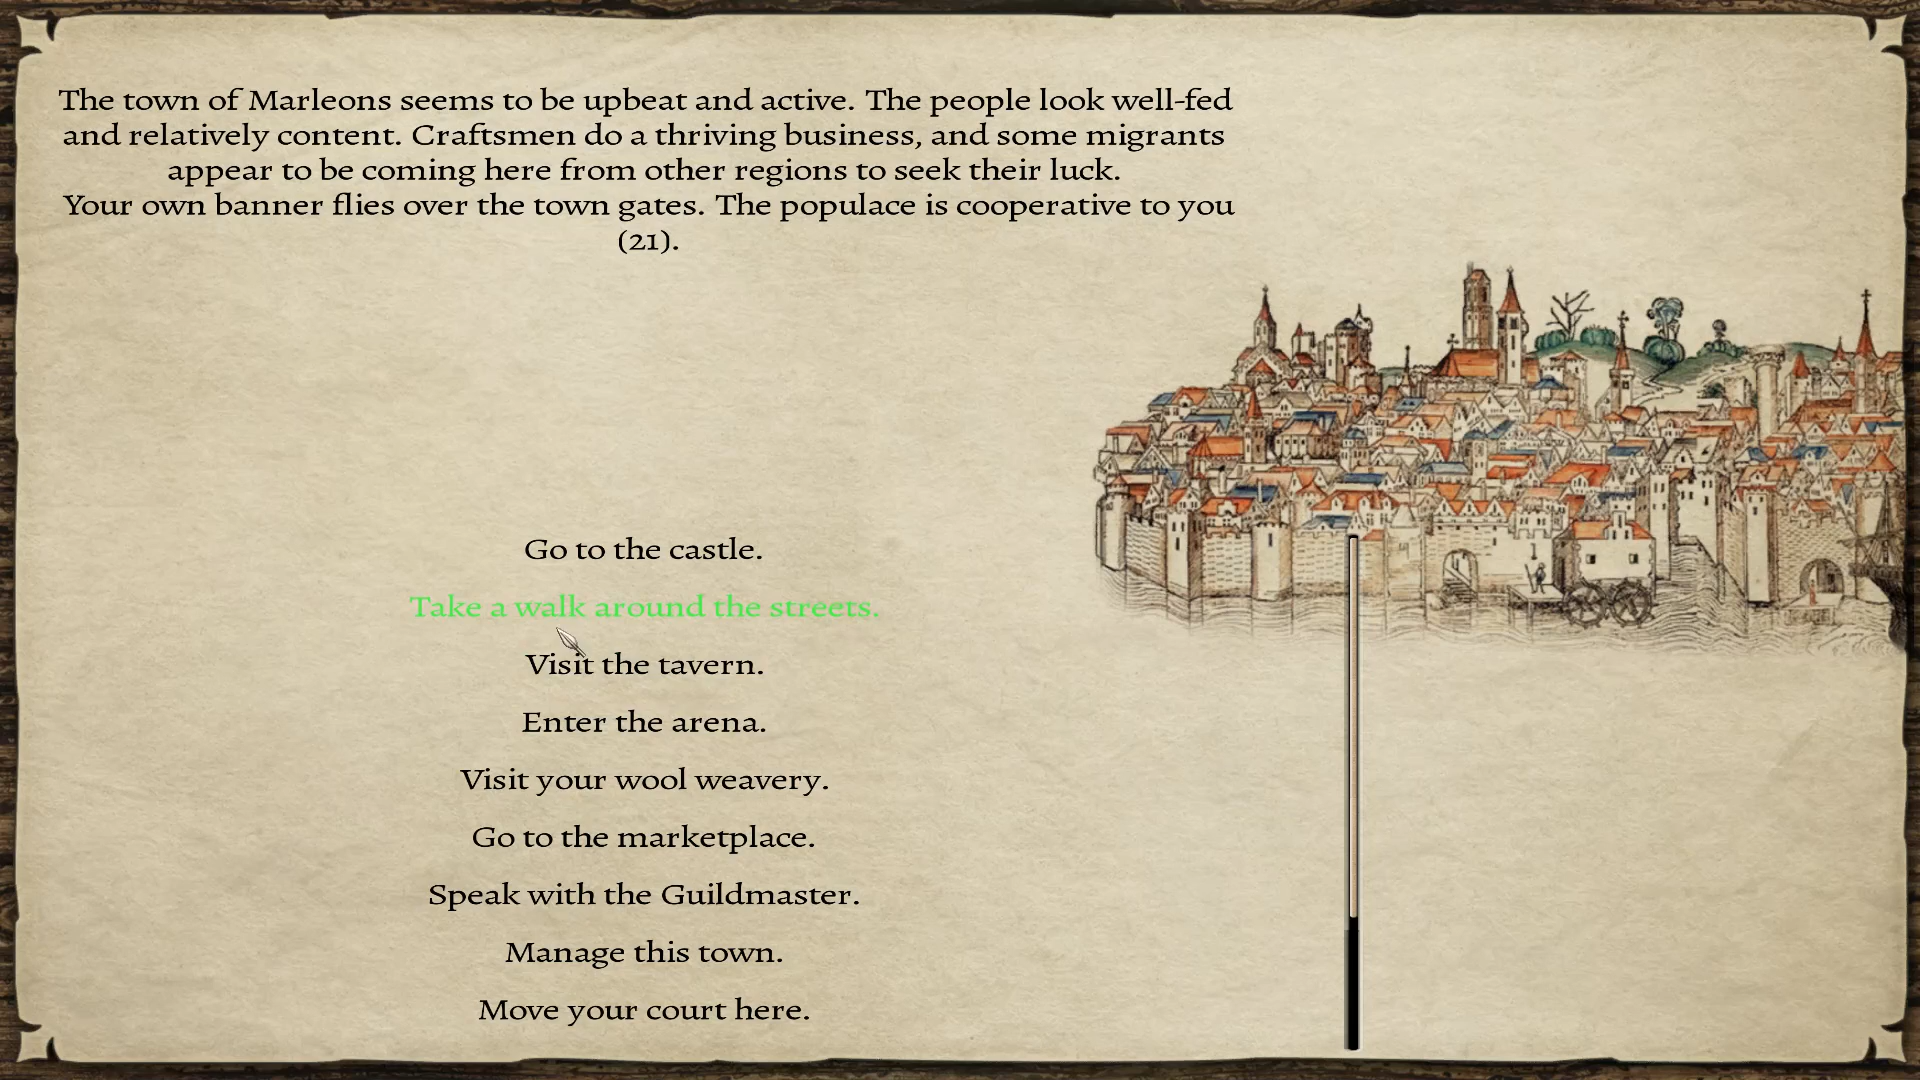 The town of Marleons seems to be upbeat and active. The people look well-fed
and relatively content. Craftsmen do a thriving business, and some migrants
appear to be coming here from other regions to seek their luck.
Your own banner flies over the town gates. The populace is cooperative to you
(21).
Go to the castle.
Take a walk around the streets.
Visit the tavern.
Enter the arena.
Visit your wool weavery.
Go to the marketplace.
Speak with the Guildmaster.
Manage this town.
Move your court here.